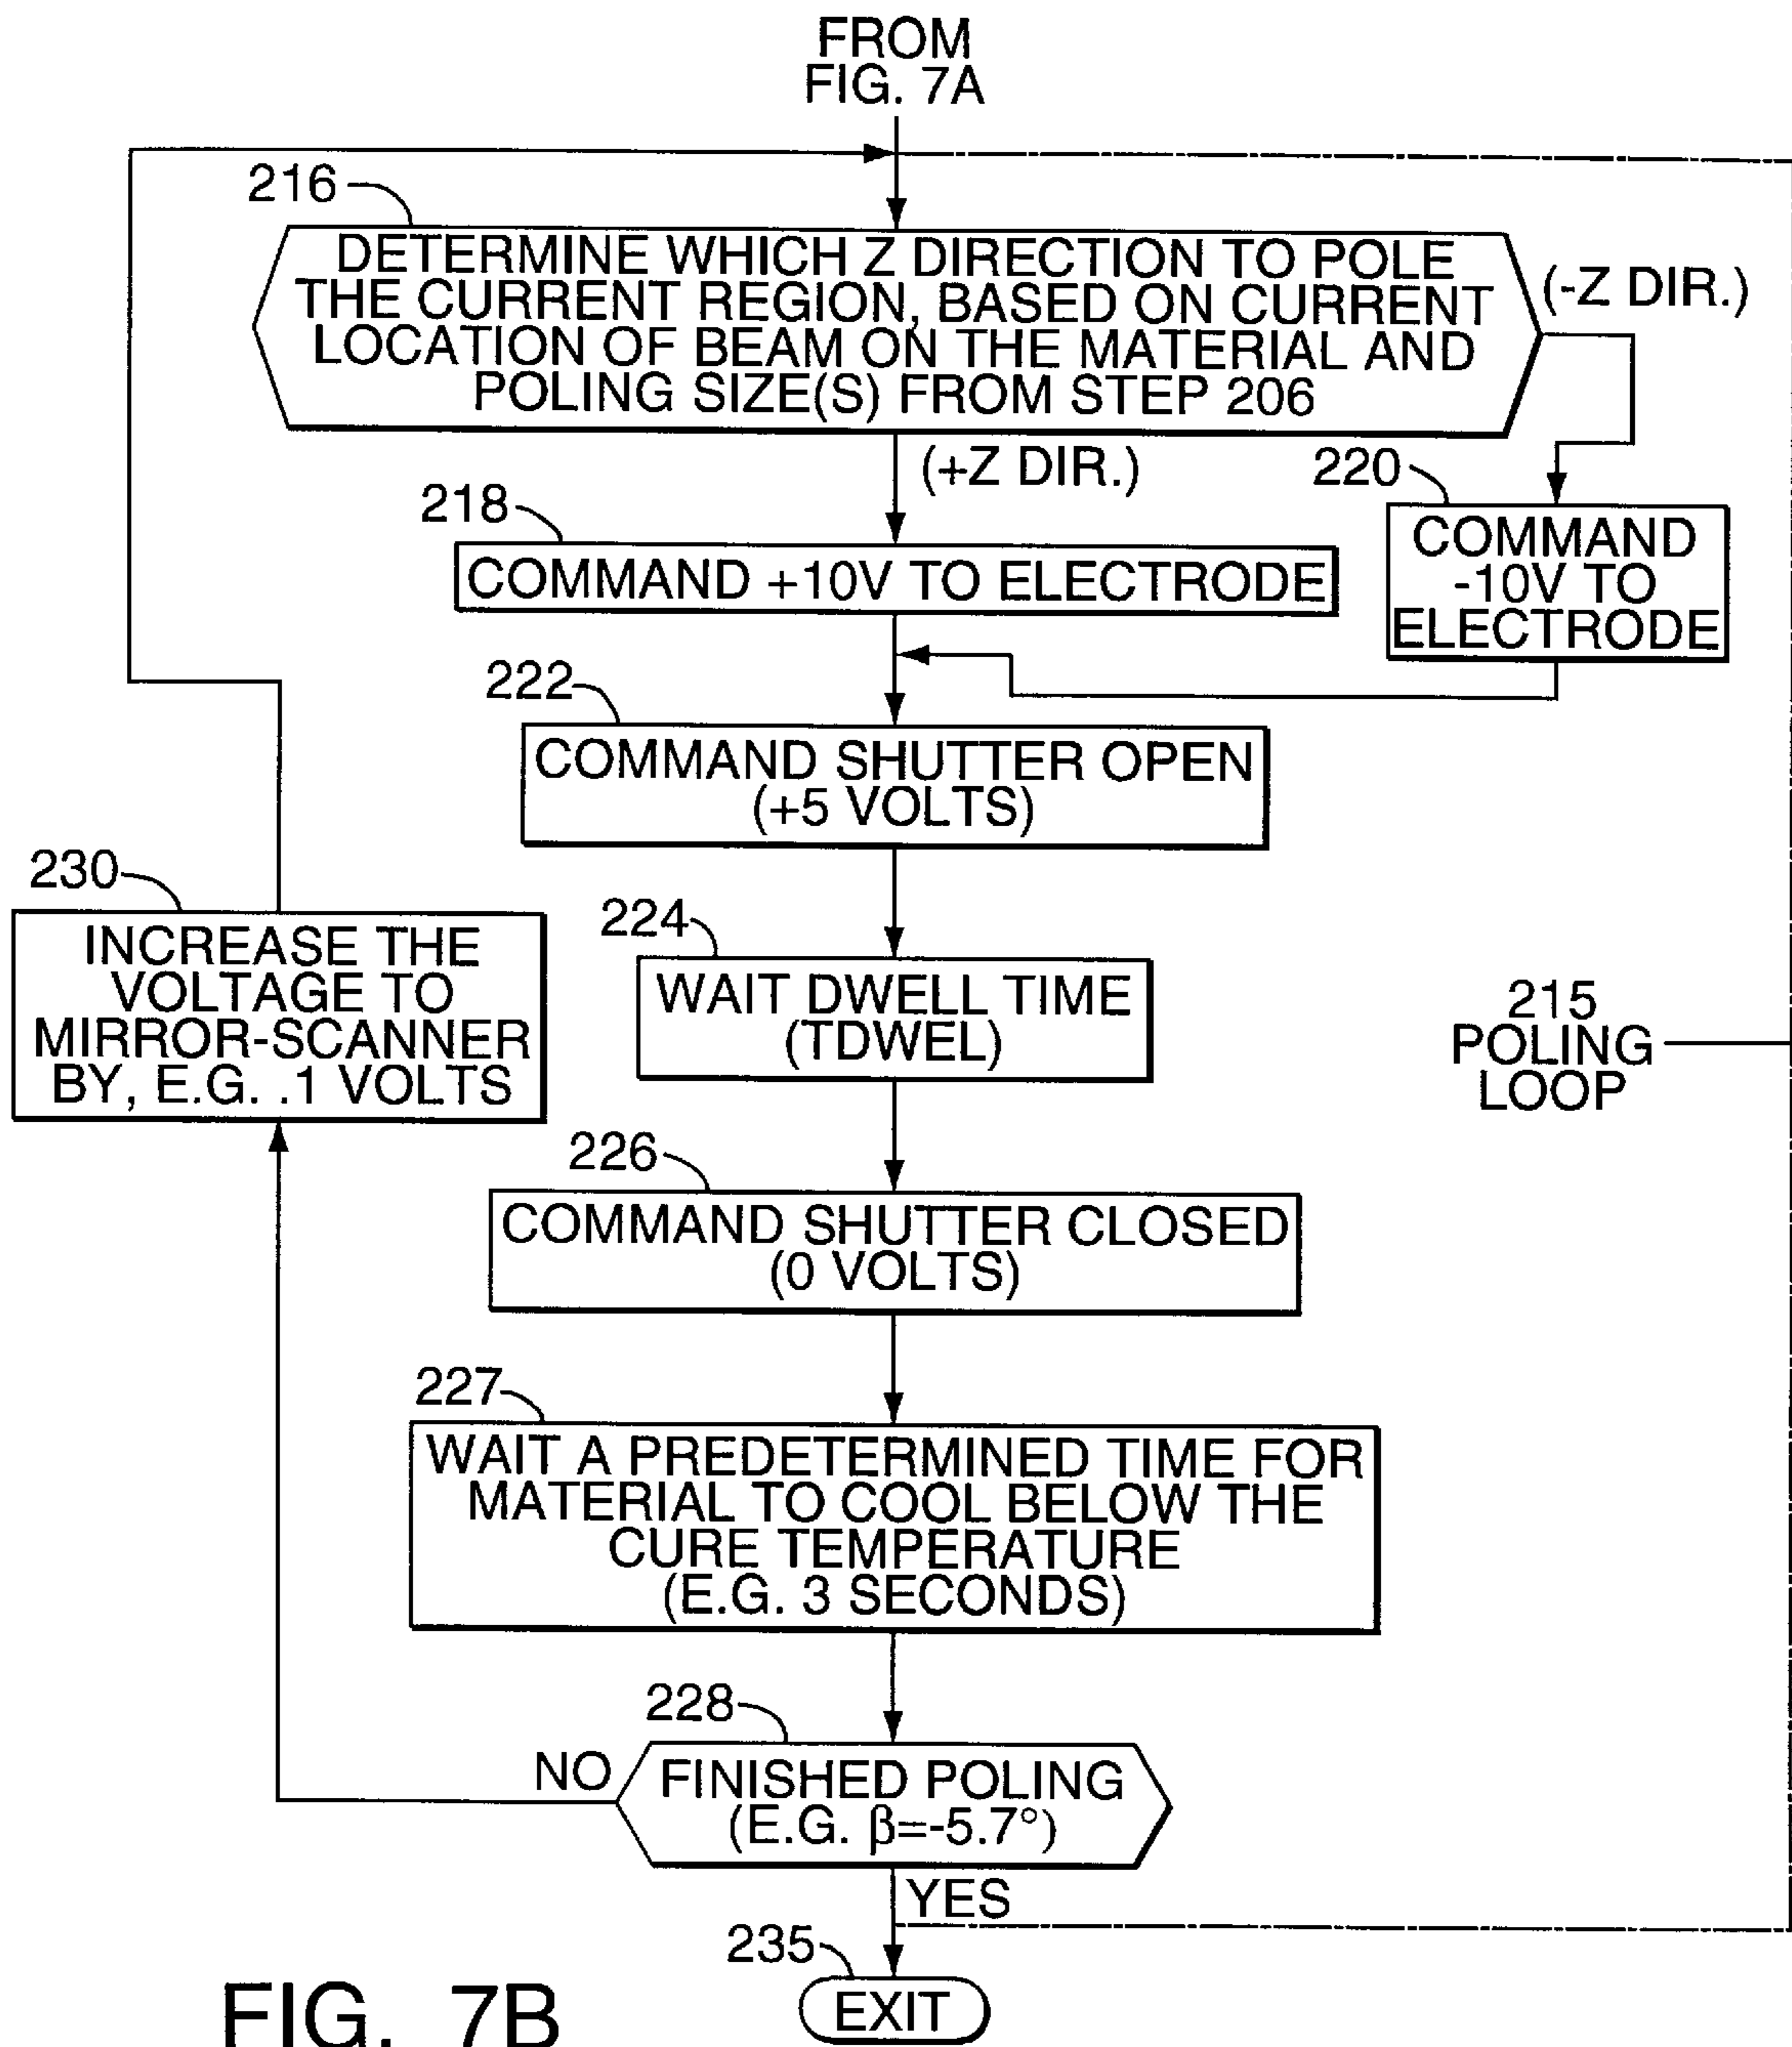 FROM
FIG. 7A
216
DETERMINE WHICH Z DIRECTION TO POLE
THE CURRENT REGION, BASED ON CURRENT
LOCATION OF BEAM ON THE MATERIAL AND
POLING SIZE(S) FROM STEP 206
(-Z DIR.)
(+Z DIR.)
220
COMMAND
-10V TO
ELECTRODE
218
COMMAND +10V TO ELECTRODE
222
COMMAND SHUTTER OPEN
(+5 VOLTS)
230
INCREASE THE
VOLTAGE TO
MIRROR-SCANNER
BY, E.G. .1 VOLTS
224
WAIT DWELL TIME
(TDWEL)
215
POLING
LOOP
226
COMMAND SHUTTER CLOSED
(0 VOLTS)
227
WAIT A PREDETERMINED TIME FOR
MATERIAL TO COOL BELOW THE
CURE TEMPERATURE
(E.G. 3 SECONDS)
228
NO
FINISHED POLING
(E.G. β=-5.7°)
YES
235
EXIT
FIG. 7B